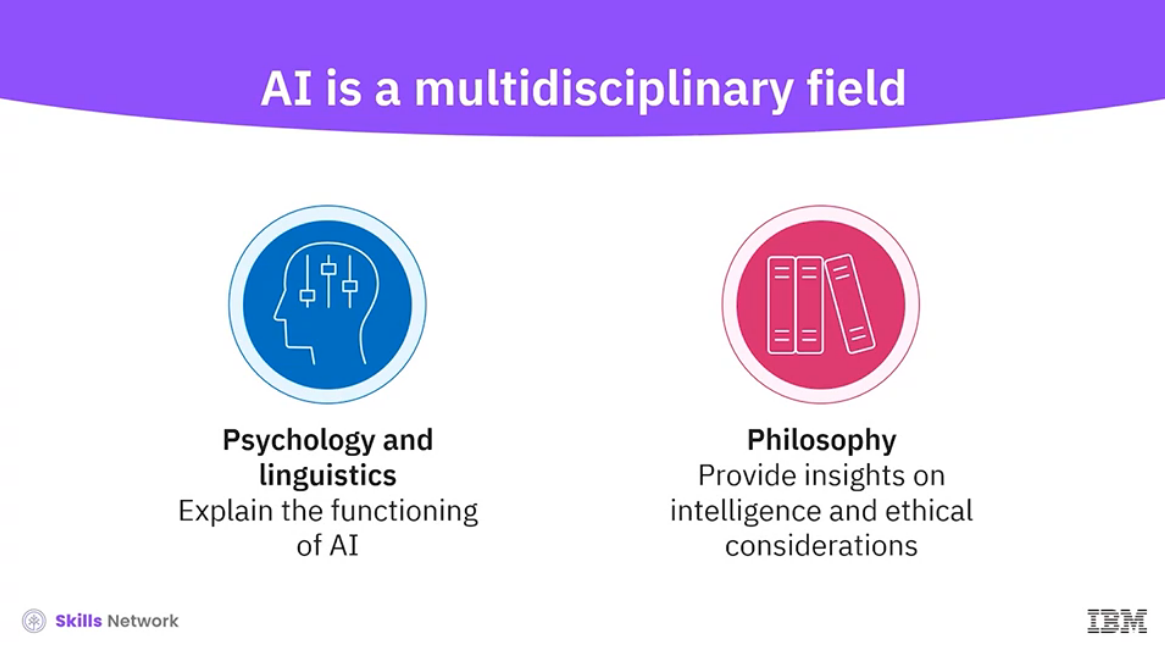 AI is a multidisciplinary field
Psychology and
linguistics
Explain the functioning
of AI
Philosophy
Provide insights on
intelligence and ethical
considerations
Skills Network
IBM